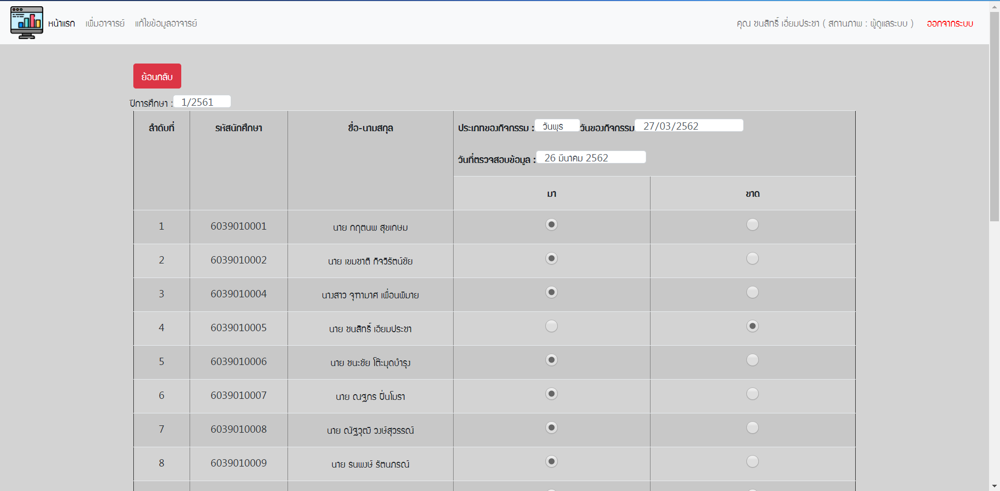 หน้าแรก เพิ่มอาจารย์ แก้ไขข้อมูลอาจารย์ คุณ ชนสิทธิ์ เอี่ยมประชา ( สถานภาพ : ผู้ดูแลระบบ ) ออกจากระบบ
ย้อนกลับ
ปีการศึกษา : 1/2561
ลำดับที่ รหัสนักศึกษา ชื่อ-นามสกุล ประเภทของกิจกรรม : วันพุธ วันของกิจกรรม 27/03/2562
วันที่ตรวจสอบข้อมูล : 26 มีนาคม 2562
มา ขาด
1 6039010001 นาย กฤตนพ สุขเกษม
2 6039010002 นาย เขมชาติ กิจวิรัตน์ชัย
3 6039010004 นางสาว จุฑามาศ เพื่อนพิมาย
4 6039010005 นาย ชนสิทธิ์ เอี่ยมประชา
5 6039010006 นาย ชนะชัย โต๊ะมุดบำรุง
6 6039010007 นาย ณฐกร ปิ่นโมรา
7 6039010008 นาย ณัฐวุฒิ วงษ์สุวรรณ์
8 6039010009 นาย ธนพงษ์ รัตนภรณ์